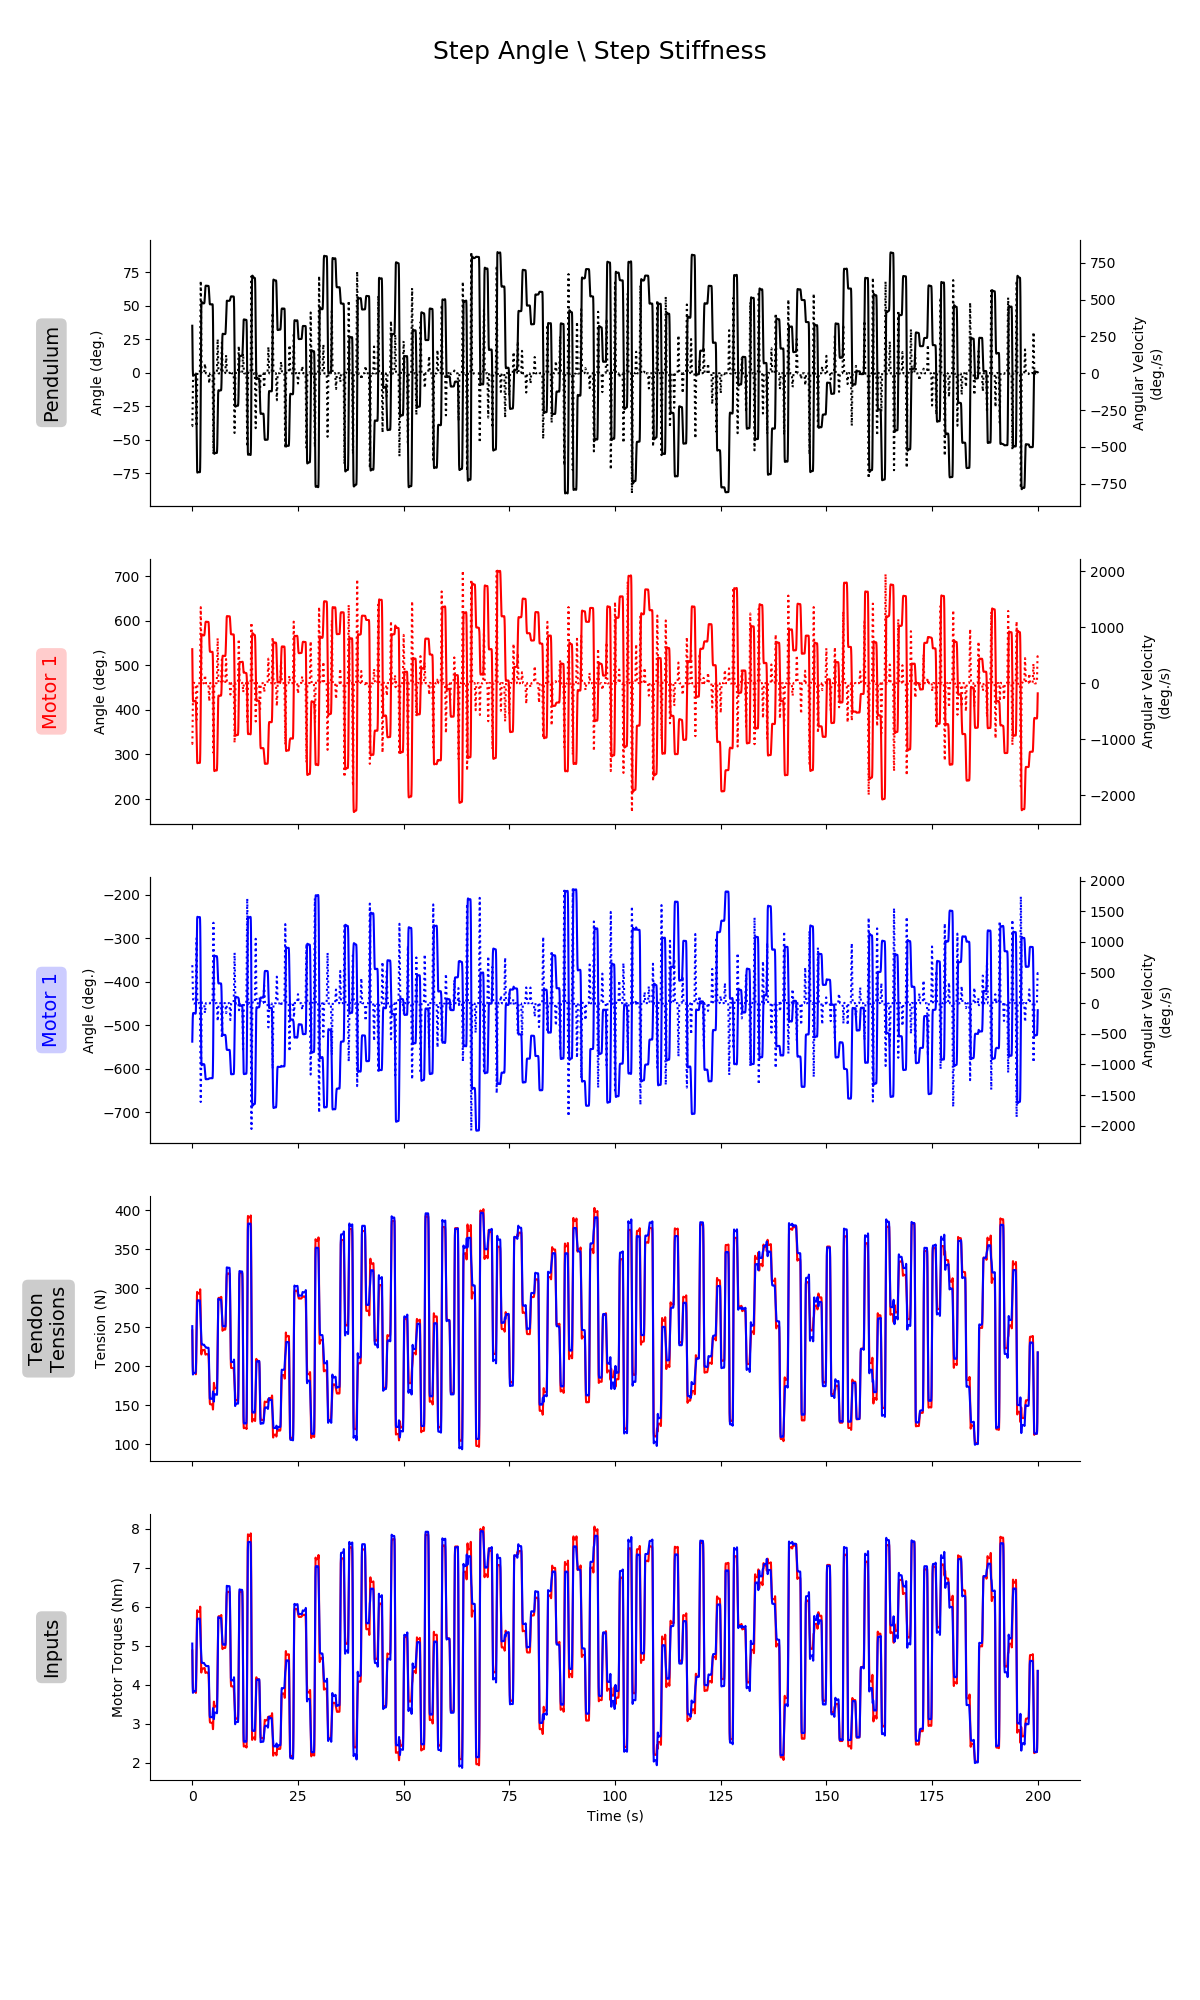 Step Angle \ Step Stiffness
Pendulum
Angle (deg.)
75
50
25
0
−25
−50
−75
750
500
250
0
−250
−500
−750
Angular Velocity
(deg./s)
Motor 1
Angle (deg.)
700
600
500
400
300
200
2000
1000
0
−1000
−2000
Angular Velocity
(deg./s)
Motor 1
Angle (deg.)
−200
−300
−400
−500
−600
−700
2000
1500
1000
500
0
−500
−1000
−1500
−2000
Angular Velocity
(deg./s)
Tendon
Tensions
Tension (N)
400
350
300
250
200
150
100
Inputs
Motor Torques (Nm)
8
7
6
5
4
3
2
0 25 50 75 100 125 150 175 200
Time (s)